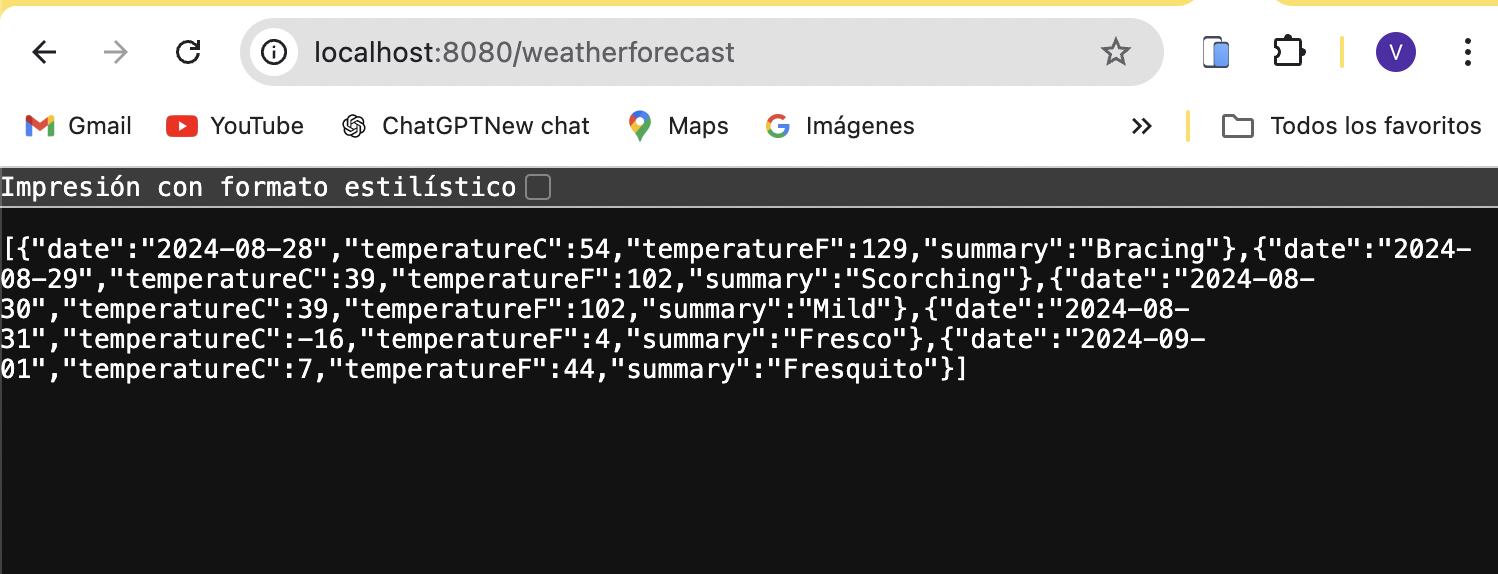 localhost:8080/weatherforecast
V
Gmail YouTube ChatGPTNew chat Maps Imágenes Todos los favoritos
Impresión con formato estilístico
[{"date":"2024-08-28","temperatureC":54,"temperatureF":129,"summary":"Bracing"},{"date":"2024-
08-29","temperatureC":39,"temperatureF":102,"summary":"Scorching"},{"date":"2024-08-
30","temperatureC":39,"temperatureF":102,"summary":"Mild"},{"date":"2024-08-
31","temperatureC":-16,"temperatureF":4,"summary":"Fresco"},{"date":"2024-09-
01","temperatureC":7,"temperatureF":44,"summary":"Fresquito"}]